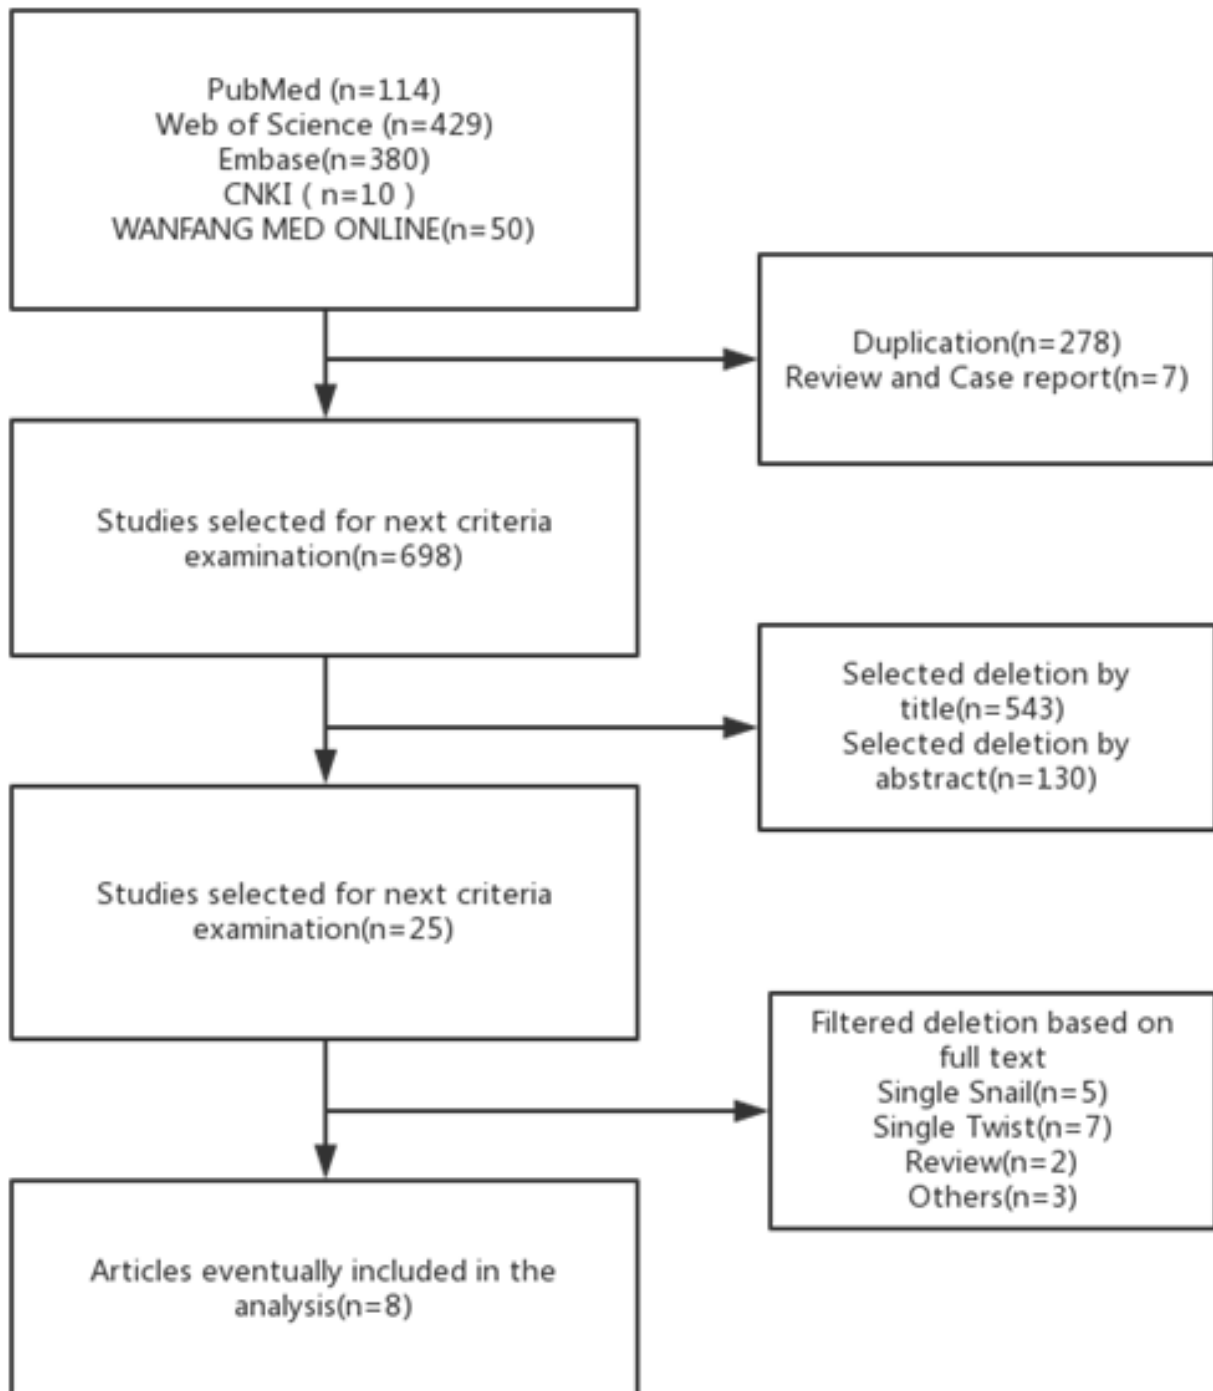 PubMed (n=114)
Web of Science (n=429)
Embase(n=380)
CNKI ( n=10 )
WANFANG MED ONLINE(n=50)
Duplication(n=278)
Review and Case report(n=7)
Studies selected for next criteria
examination(n=698)
Selected deletion by
title(n=543)
Selected deletion by
abstract(n=130)
Studies selected for next criteria
examination(n=25)
Filtered deletion based on
full text
Single Snail(n=5)
Single Twist(n=7)
Review(n=2)
Others(n=3)
Articles eventually included in the
analysis(n=8)